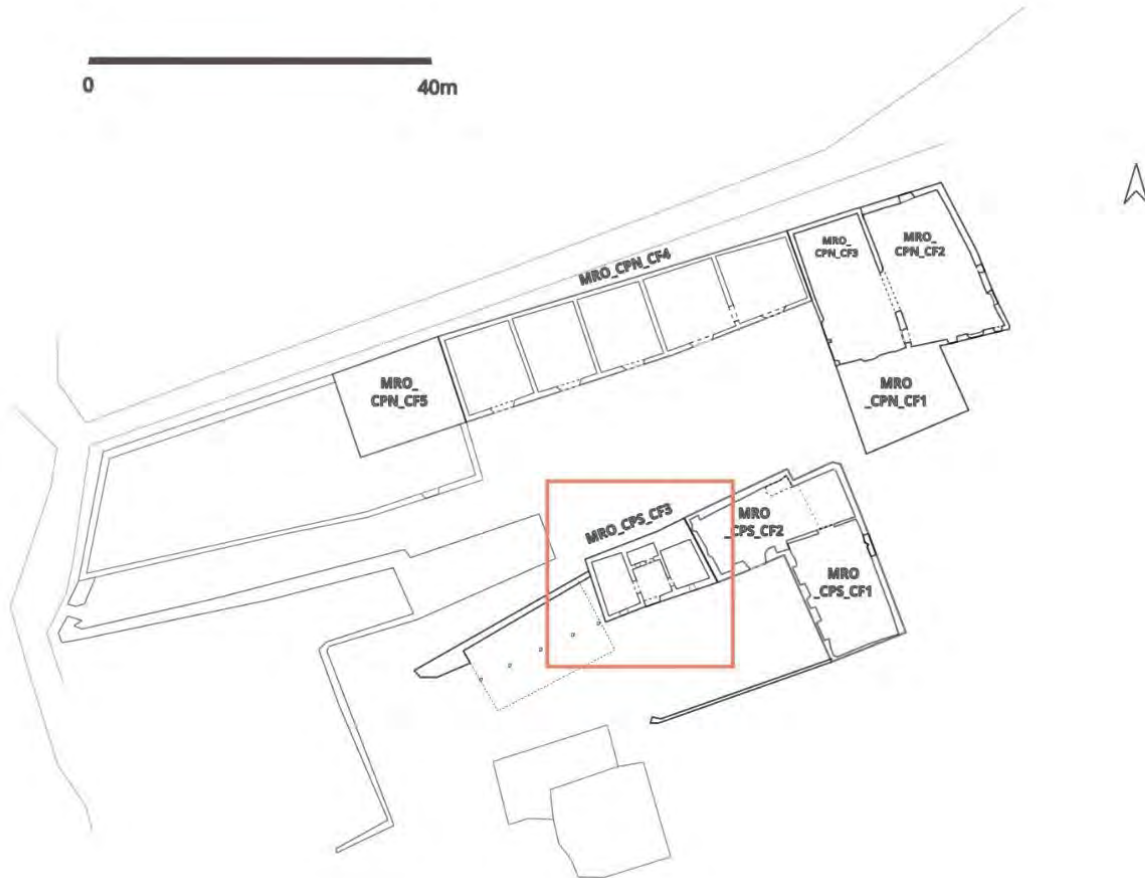 0 40m
MRO_
CPN_CF3
MRO_
CPN_CF2
MRO_CPN_CF4
MRO_
CPN_CF5
MRO
_CPN_CF1
MRO_CPS_CF3
MRO
_CPS_CF2
MRO
_CPS_CF1